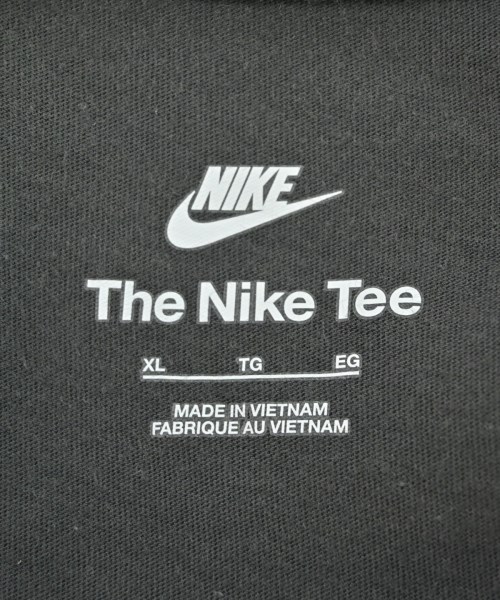 NIKE
The Nike Tee
XL TG EG
MADE IN VIETNAM
FABRIQUE AU VIETNAM